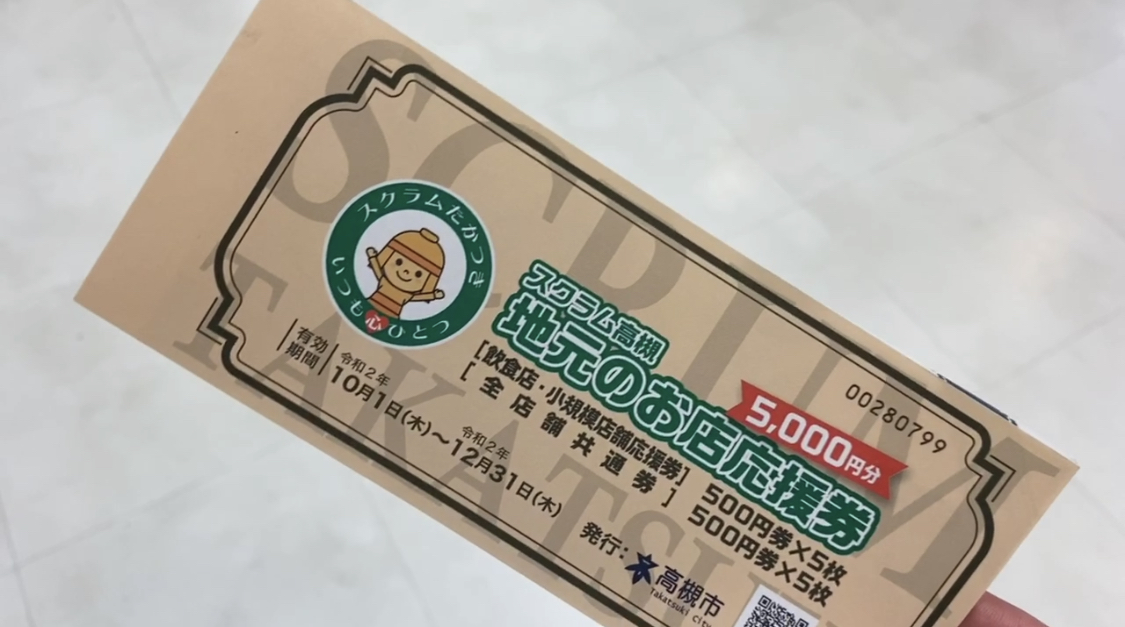 SCRUM
TAKATSU
スクラムたかつき
いつも心ひとつ
スクラム高槻
地元のお店応援券
5,000円分
00280799
[飲食店・小規模店舗応援券] 500円券×5枚
[全店舗共通券] 500円券×5枚
有効期間
令和2年
10月1日(木)~
令和2年
12月31日(木)
発行:高槻市
Takatsuki City